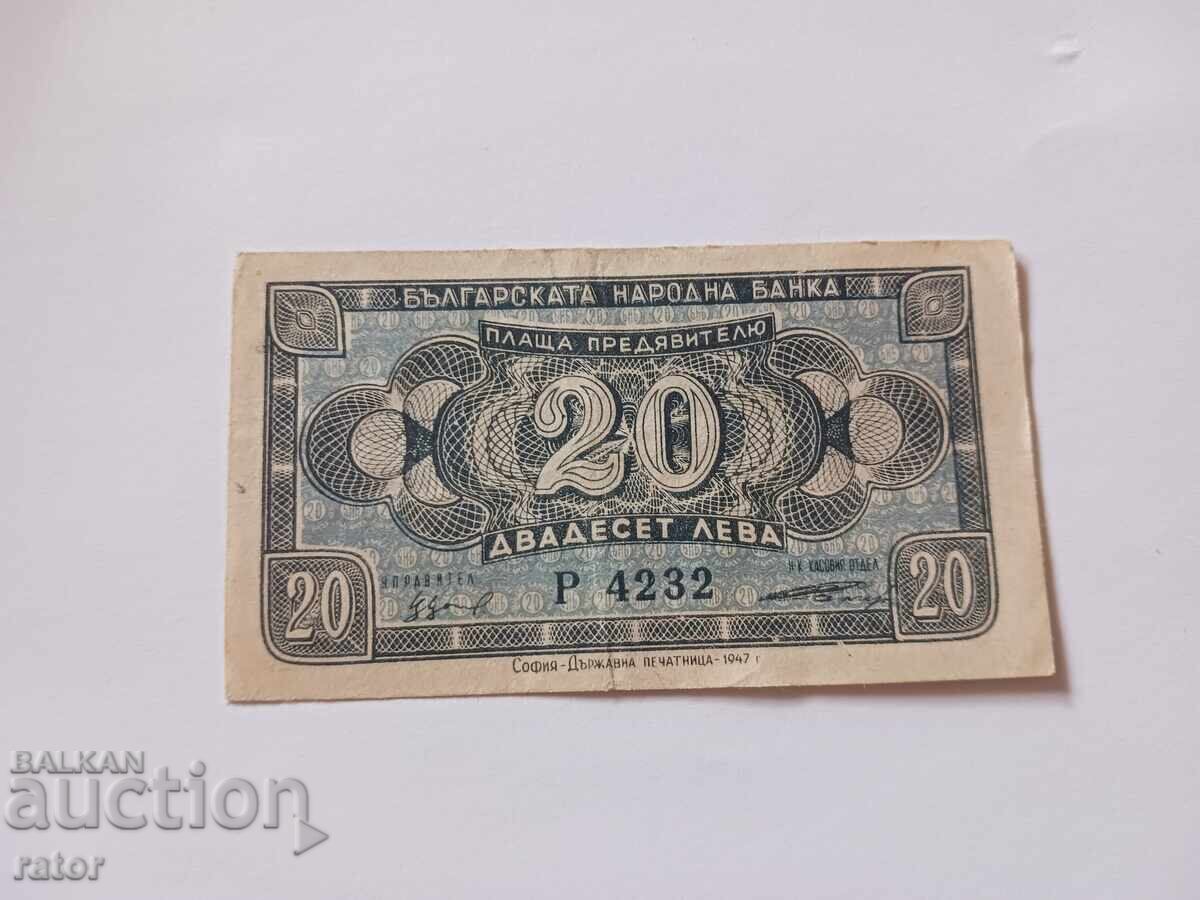 БЪЛГАРСКАТА НАРОДНА БАНКА
ПЛАЩА ПРЕДЯВИТЕЛЮ
20
ДВАДЕСЕТ ЛЕВА
УПРАВИТЕЛ
Н-К КАСОВИЯ ОТДЕЛ
Р 4232
20
20
СОФИЯ-ДЪРЖАВНА ПЕЧАТНИЦА-1947 г
BALKAN
auction
rator